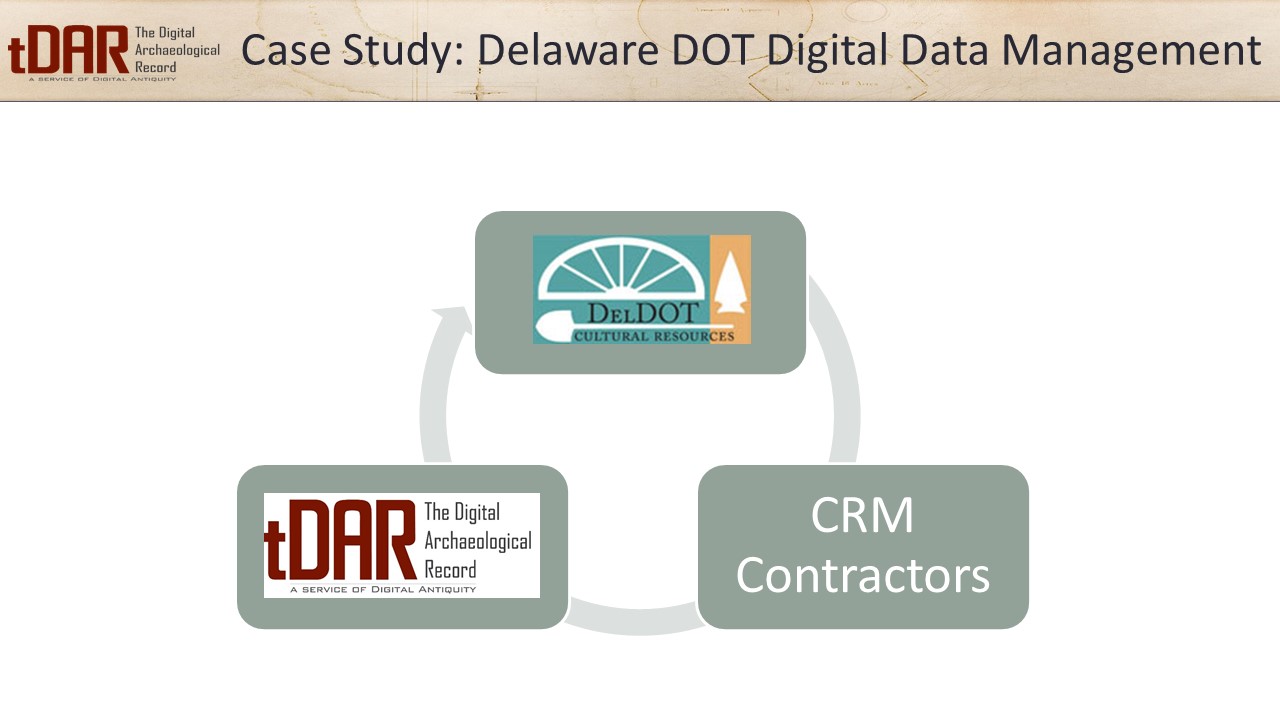 tDAR
The Digital
Archaeological
Record
A SERVICE OF DIGITAL ANTIQUITY
Case Study: Delaware DOT Digital Data Management
DELDOT
CULTURAL RESOURCES
tDAR
The Digital
Archaeological
Record
A SERVICE OF DIGITAL ANTIQUITY
CRM
Contractors